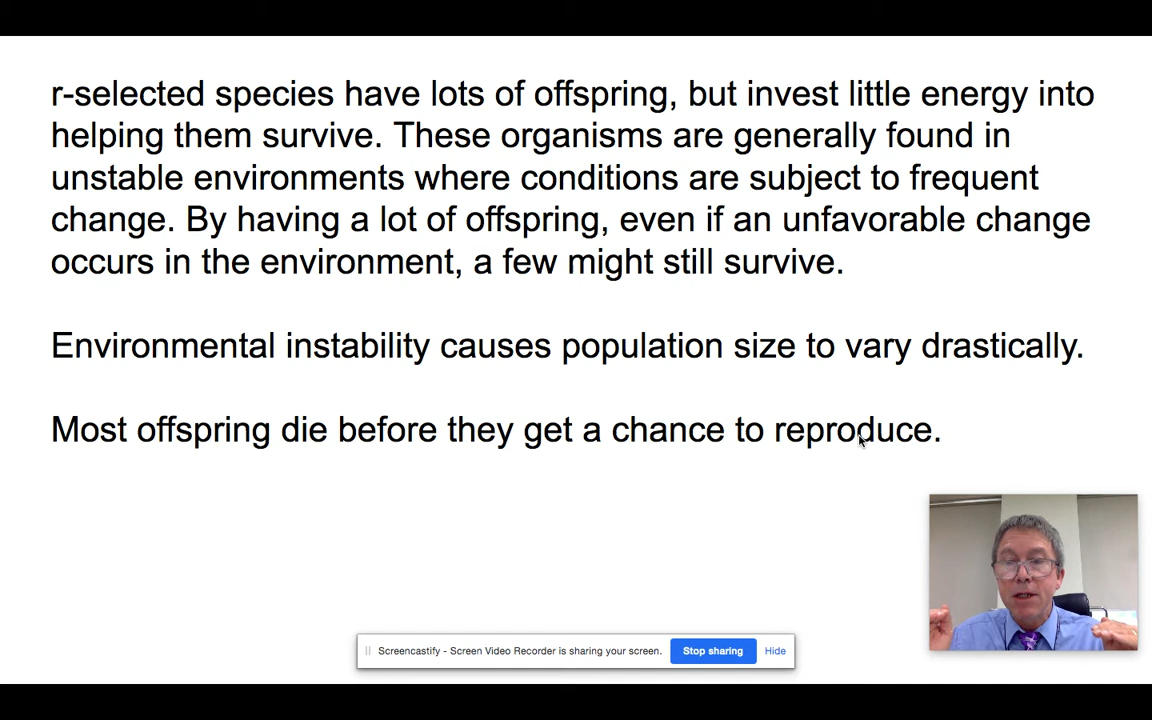 r-selected species have lots of offspring, but invest little energy into
helping them survive. These organisms are generally found in
unstable environments where conditions are subject to frequent
change. By having a lot of offspring, even if an unfavorable change
occurs in the environment, a few might still survive.
Environmental instability causes population size to vary drastically.
Most offspring die before they get a chance to reproduce.
Screencastify - Screen Video Recorder is sharing your screen. Stop sharing Hide